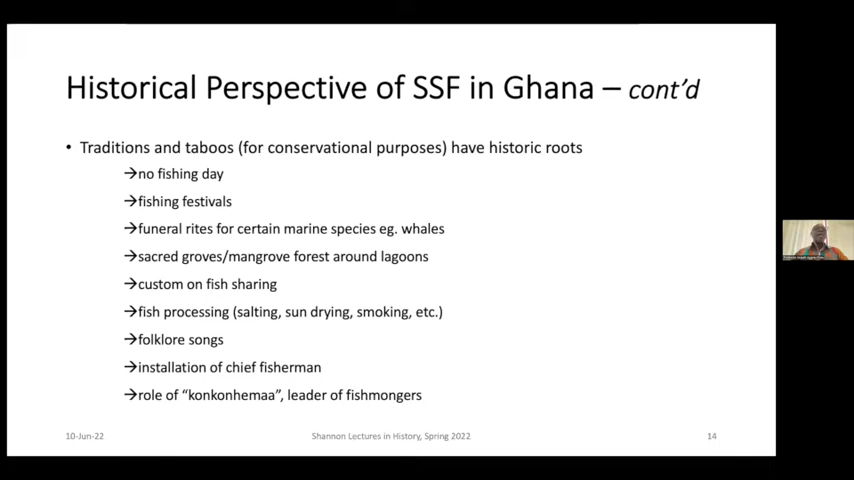 Historical Perspective of SSF in Ghana – cont’d
• Traditions and taboos (for conservational purposes) have historic roots
→no fishing day
→fishing festivals
→funeral rites for certain marine species eg. whales
→sacred groves/mangrove forest around lagoons
→custom on fish sharing
→fish processing (salting, sun drying, smoking, etc.)
→folklore songs
→installation of chief fisherman
→role of “konkonhemaa”, leader of fishmongers
10-Jun-22
Shannon Lectures in History, Spring 2022
14